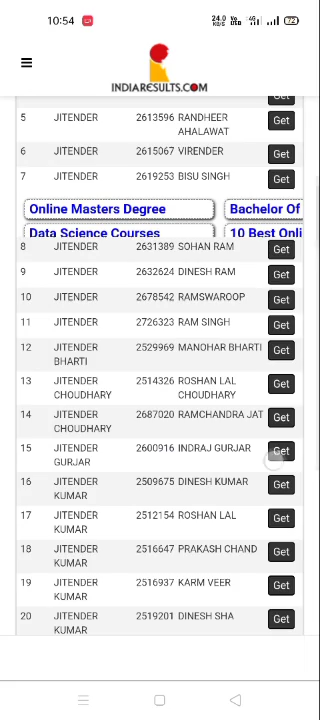 10:54 24.0 KB/S Vo 4G 72
INDIARESULTS.COM
Get
5 JITENDER 2613596 RANDHEER Get
AHALAWAT
6 JITENDER 2615067 VIRENDER Get
7 JITENDER 2619253 BISU SINGH Get
Online Masters Degree Bachelor Of
Data Science Courses 10 Best Onli
8 JITENDER 2631389 SOHAN RAM Get
9 JITENDER 2632624 DINESH RAM Get
10 JITENDER 2678542 RAMSWAROOP Get
11 JITENDER 2726323 RAM SINGH Get
12 JITENDER 2529969 MANOHAR BHARTI Get
BHARTI
13 JITENDER 2514326 ROSHAN LAL Get
CHOUDHARY CHOUDHARY
14 JITENDER 2687020 RAMCHANDRA JAT Get
CHOUDHARY
15 JITENDER 2600916 INDRAJ GURJAR Get
GURJAR
16 JITENDER 2509675 DINESH KUMAR Get
KUMAR
17 JITENDER 2512154 ROSHAN LAL Get
KUMAR
18 JITENDER 2516647 PRAKASH CHAND Get
KUMAR
19 JITENDER 2516937 KARM VEER Get
KUMAR
20 JITENDER 2519201 DINESH SHA Get
KUMAR